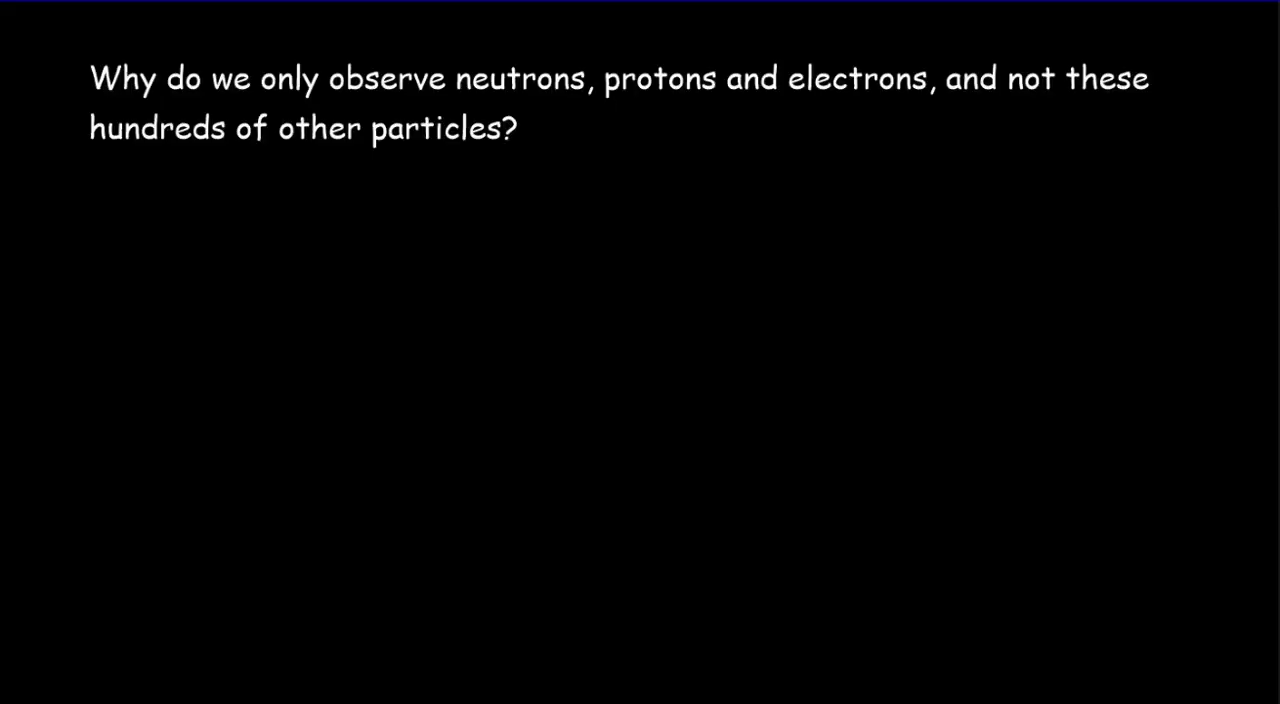 Why do we only observe neutrons, protons and electrons, and not these
hundreds of other particles?